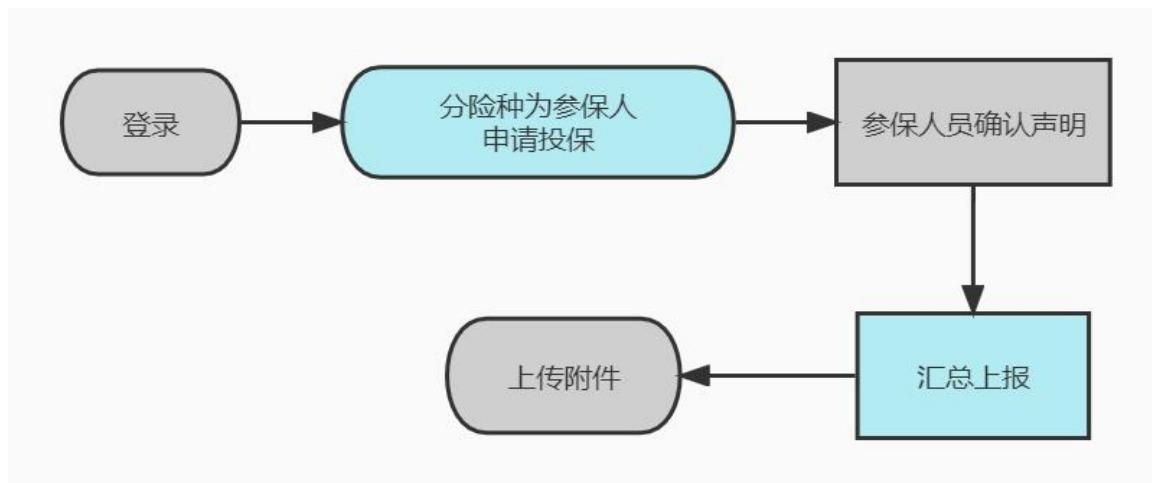 登录
分险种为参保人
申请投保
参保人员确认声明
汇总上报
上传附件